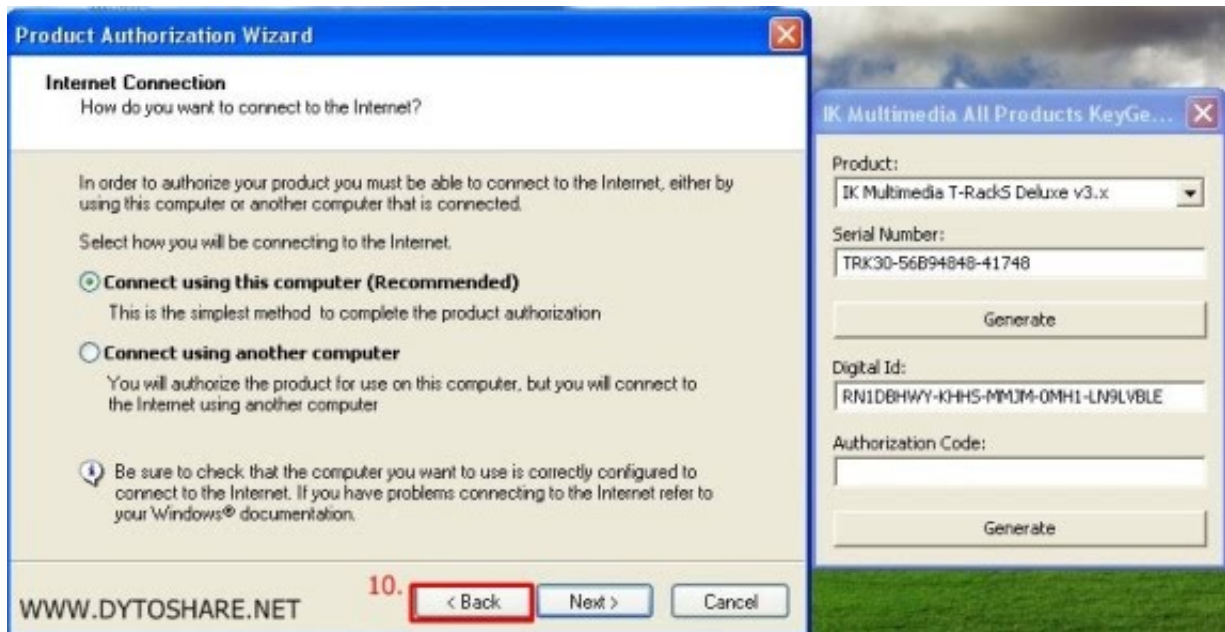 Product Authorization Wizard
Internet Connection
How do you want to connect to the Internet?
In order to authorize your product you must be able to connect to the Internet, either by
using this computer or another computer that is connected.
Select how you will be connecting to the Internet.
Connect using this computer (Recommended)
This is the simplest method to complete the product authorization
Connect using another computer
You will authorize the product for use on this computer, but you will connect to
the Internet using another computer
Be sure to check that the computer you want to use is correctly configured to
connect to the Internet. If you have problems connecting to the Internet refer to
your Windows® documentation.
10.
< Back
Next >
Cancel
WWW.DYTOSHARE.NET
IK Multimedia All Products KeyGe...
Product:
IK Multimedia T-RackS Deluxe v3.x
Serial Number:
TRK30-56B94848-41748
Generate
Digital Id:
RN1DBHWY-KHHS-MMJM-0MH1-LN9LVBLE
Authorization Code:
Generate